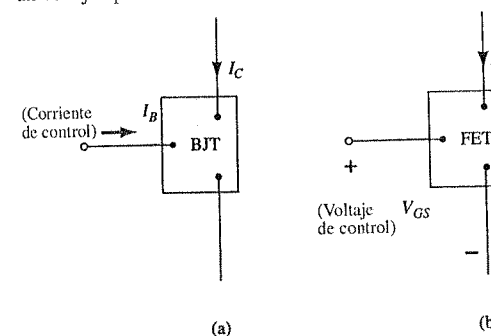 I_C
(Corriente
de control)
I_B
BJT
FET
+
(Voltaje
de control)
V_GS
−
(a)
(b